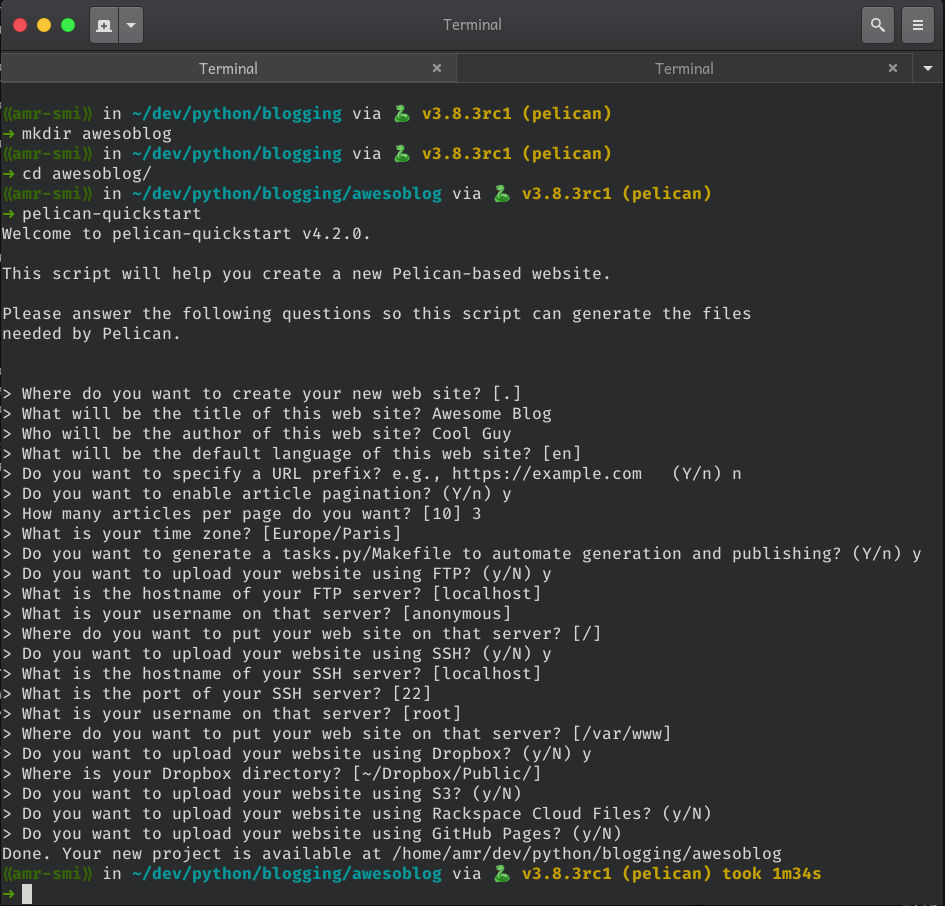 Terminal
Terminal
Terminal
⟪amr-smi⟫ in ~/dev/python/blogging via 🐍 v3.8.3rc1 (pelican)
➜ mkdir awesoblog
⟪amr-smi⟫ in ~/dev/python/blogging via 🐍 v3.8.3rc1 (pelican)
➜ cd awesoblog/
⟪amr-smi⟫ in ~/dev/python/blogging/awesoblog via 🐍 v3.8.3rc1 (pelican)
➜ pelican-quickstart
Welcome to pelican-quickstart v4.2.0.
This script will help you create a new Pelican-based website.
Please answer the following questions so this script can generate the files
needed by Pelican.
> Where do you want to create your new web site? [.]
> What will be the title of this web site? Awesome Blog
> Who will be the author of this web site? Cool Guy
> What will be the default language of this web site? [en]
> Do you want to specify a URL prefix? e.g., https://example.com   (Y/n) n
> Do you want to enable article pagination? (Y/n) y
> How many articles per page do you want? [10] 3
> What is your time zone? [Europe/Paris]
> Do you want to generate a tasks.py/Makefile to automate generation and publishing? (Y/n) y
> Do you want to upload your website using FTP? (y/N) y
> What is the hostname of your FTP server? [localhost]
> What is your username on that server? [anonymous]
> Where do you want to put your web site on that server? [/]
> Do you want to upload your website using SSH? (y/N) y
> What is the hostname of your SSH server? [localhost]
> What is the port of your SSH server? [22]
> What is your username on that server? [root]
> Where do you want to put your web site on that server? [/var/www]
> Do you want to upload your website using Dropbox? (y/N) y
> Where is your Dropbox directory? [~/Dropbox/Public/]
> Do you want to upload your website using S3? (y/N)
> Do you want to upload your website using Rackspace Cloud Files? (y/N)
> Do you want to upload your website using GitHub Pages? (y/N)
Done. Your new project is available at /home/amr/dev/python/blogging/awesoblog
⟪amr-smi⟫ in ~/dev/python/blogging/awesoblog via 🐍 v3.8.3rc1 (pelican) took 1m34s
➜